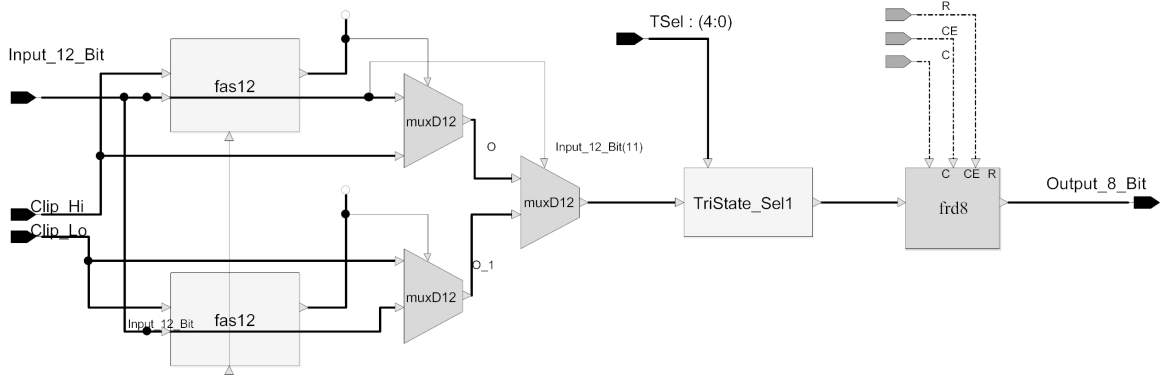 R
TSel : (4:0)
CE
C
Input_12_Bit
fas12
muxD12
O
Input_12_Bit(11)
C CE R
Output_8_Bit
Clip_Hi
muxD12
TriState_Sel1
frd8
Clip_Lo
O_1
muxD12
Input_12_Bit
fas12